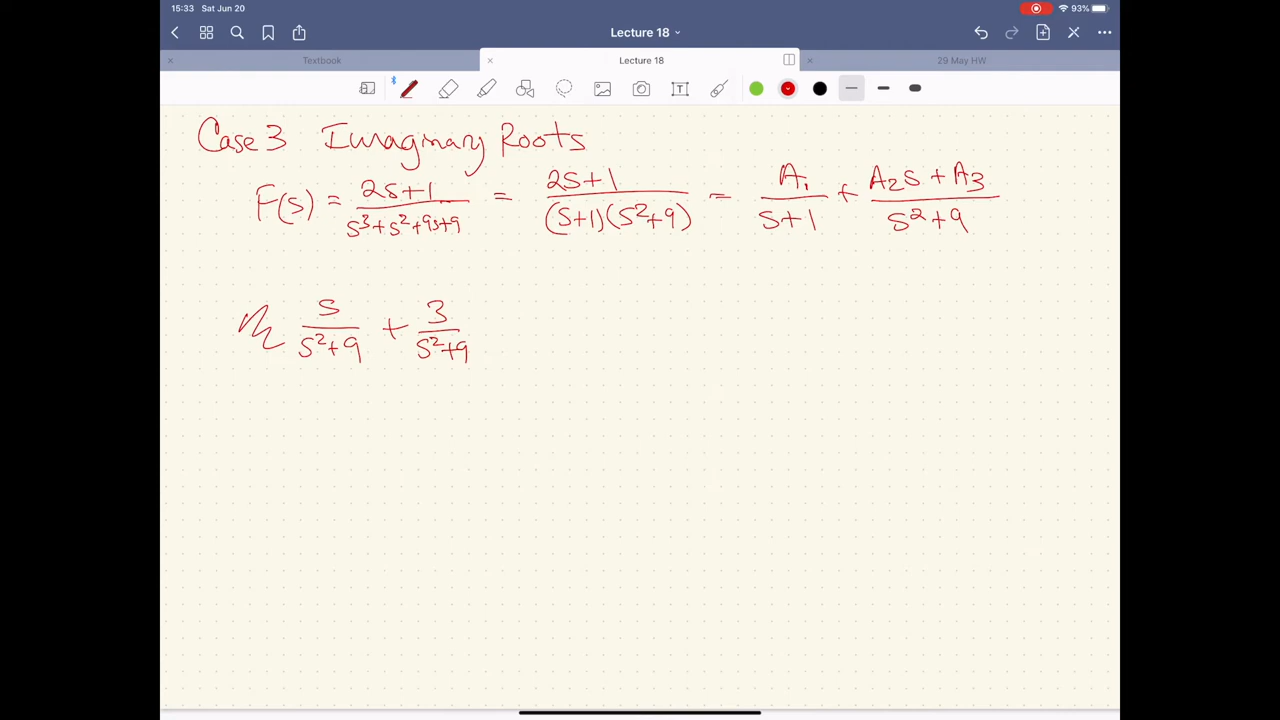 15:33 Sat Jun 20
93%
Lecture 18
Textbook
Lecture 18
29 May HW
T
Case 3 Imaginary Roots
F(s) = 2s+1 / s³+s²+9s+9 = 2s+1 / (s+1)(s²+9) = A₁ / s+1 + A₂s + A₃ / s²+9
s / s²+9 + 3 / s²+9